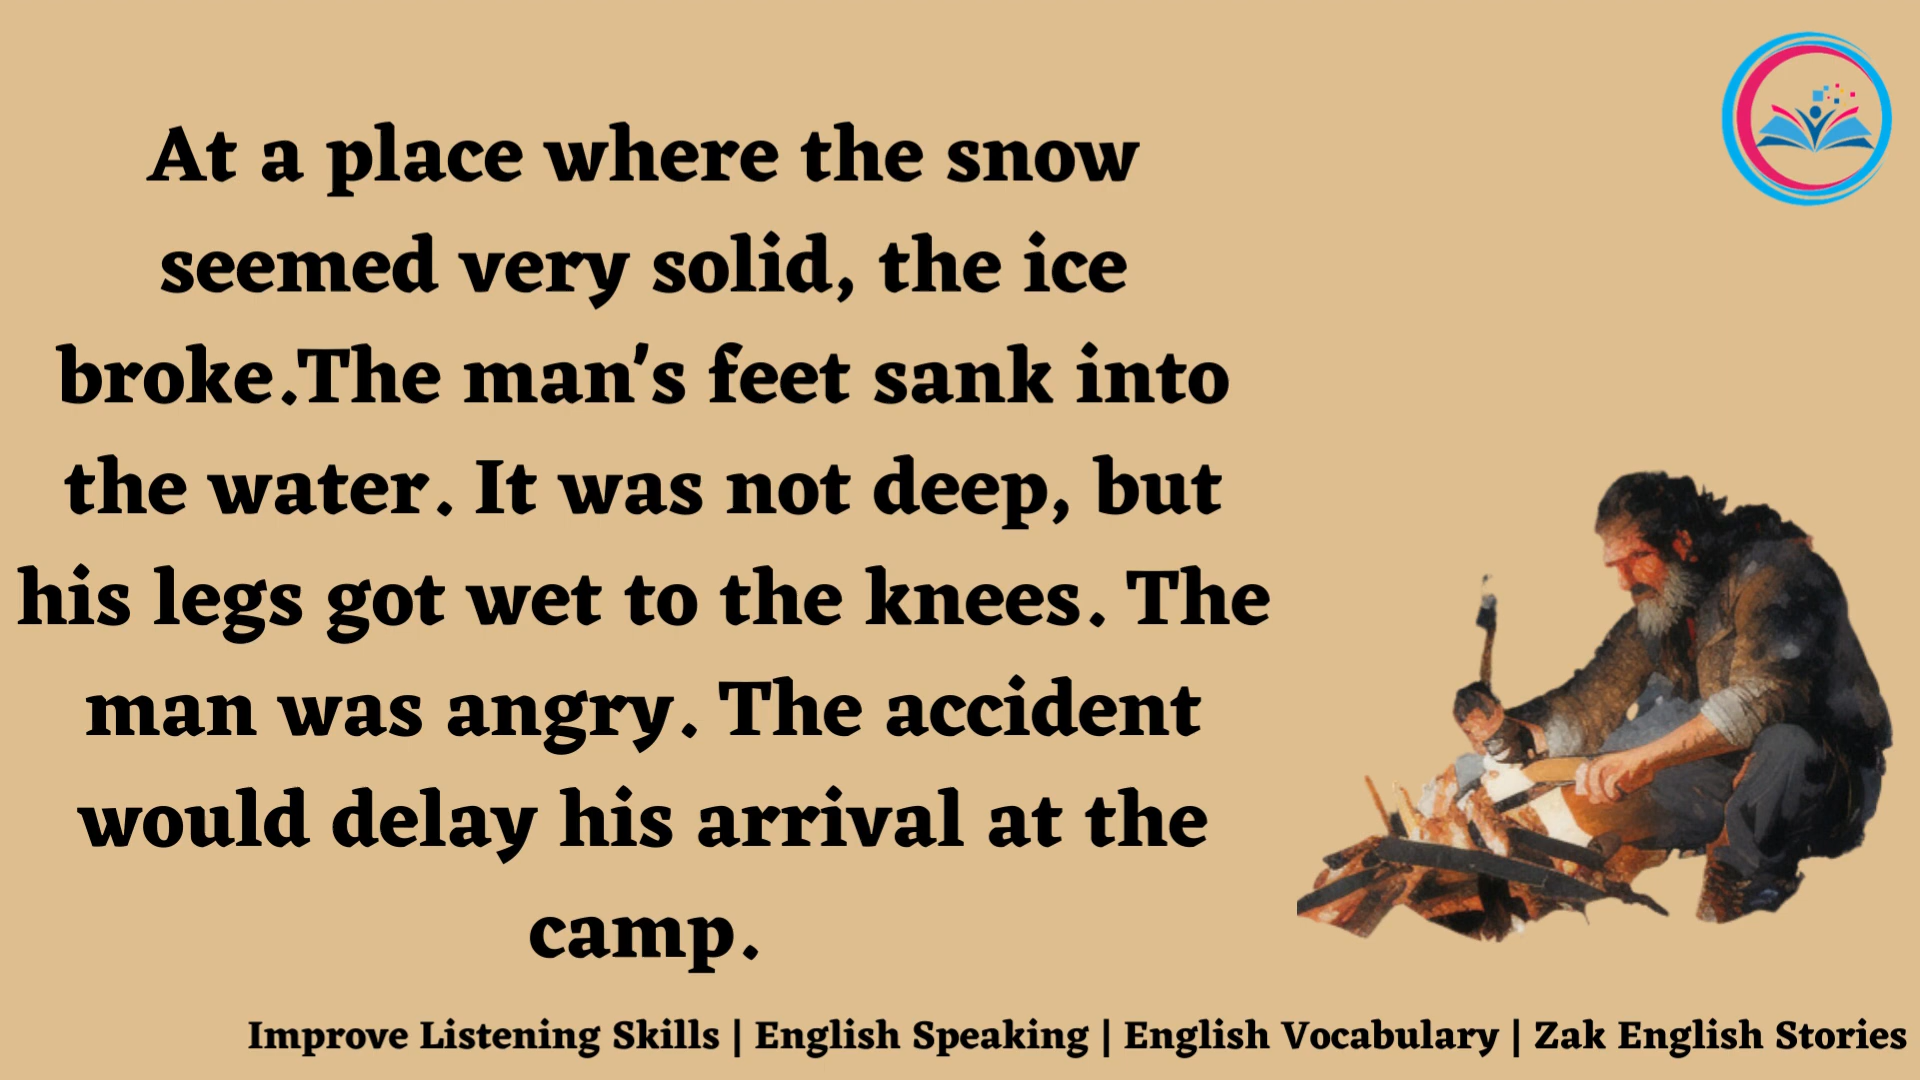 At a place where the snow
seemed very solid, the ice
broke.The man's feet sank into
the water. It was not deep, but
his legs got wet to the knees. The
man was angry. The accident
would delay his arrival at the
camp.
Improve Listening Skills | English Speaking | English Vocabulary | Zak English Stories